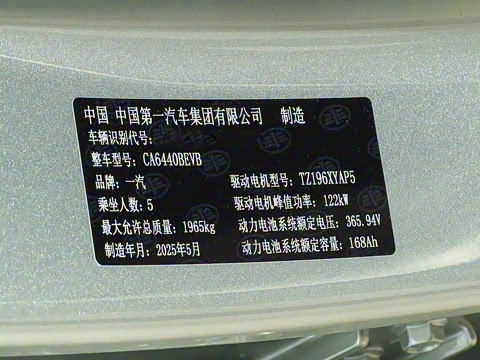 中国 中国第一汽车集团有限公司 制造
车辆识别代号:
整车型号: CA6440BEVB
品牌: 一汽 驱动电机型号: TZ196XYAP5
乘坐人数: 5 驱动电机峰值功率: 122kW
最大允许总质量: 1965kg 动力电池系统额定电压: 365.94V
制造年月: 2025年5月 动力电池系统额定容量: 168Ah